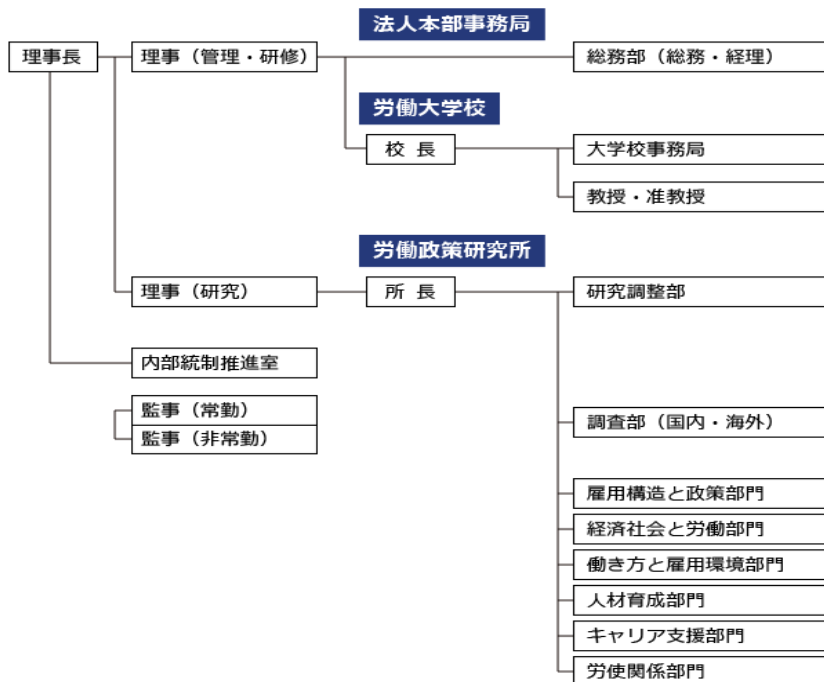 法人本部事務局
理事長
理事（管理・研修）
総務部（総務・経理）
労働大学校
校 長
大学校事務局
教授・准教授
労働政策研究所
理事（研究）
所 長
研究調整部
内部統制推進室
監事（常勤）
監事（非常勤）
調査部（国内・海外）
雇用構造と政策部門
経済社会と労働部門
働き方と雇用環境部門
人材育成部門
キャリア支援部門
労使関係部門